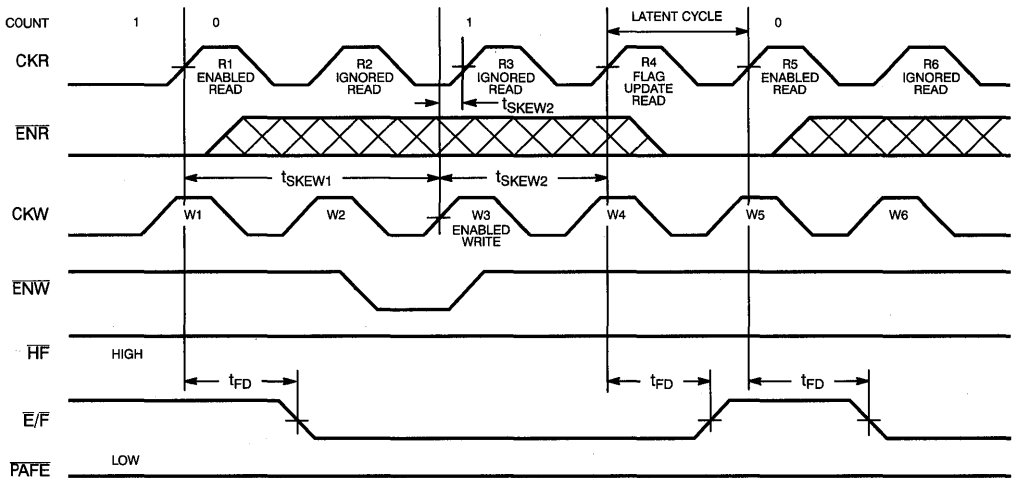 COUNT 1 0 1 LATENT CYCLE 0
CKR
R1 ENABLED READ
R2 IGNORED READ
R3 IGNORED READ
R4 FLAG UPDATE READ
R5 ENABLED READ
R6 IGNORED READ
tSKEW2
ENR
tSKEW1 tSKEW2
CKW
W1 W2 W3 W4 W5 W6
ENABLED WRITE
ENW
HF HIGH
tFD tFD tFD
E/F
LOW
PAFE